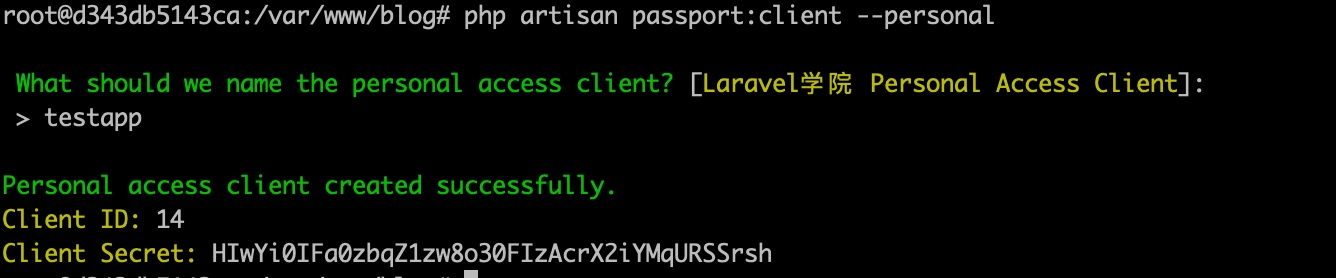 root@d343db5143ca:/var/www/blog# php artisan passport:client --personal
What should we name the personal access client? [Laravel学院 Personal Access Client]:
> testapp
Personal access client created successfully.
Client ID: 14
Client Secret: HIwYi0IFa0zbqZ1zw8o30FIzAcrX2iYMqURSSrsh